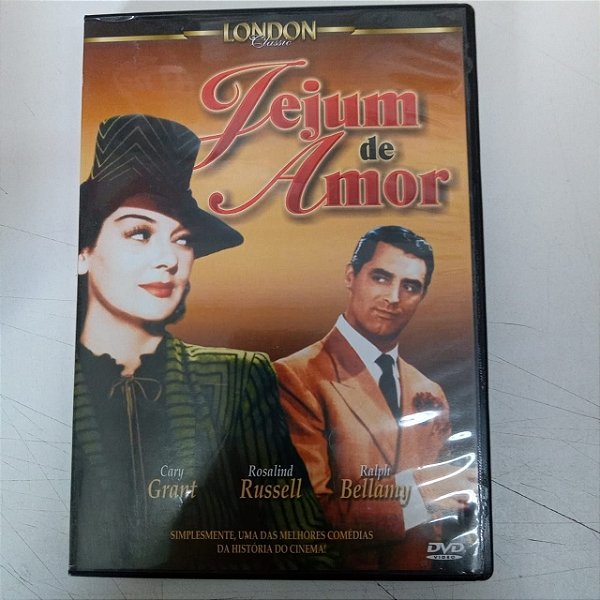 LONDON
Classic
Jejum
de
Amor
Cary
Grant
Rosalind
Russell
Ralph
Bellamy
SIMPLESMENTE, UMA DAS MELHORES COMÉDIAS
DA HISTÓRIA DO CINEMA!
DVD
VIDEO